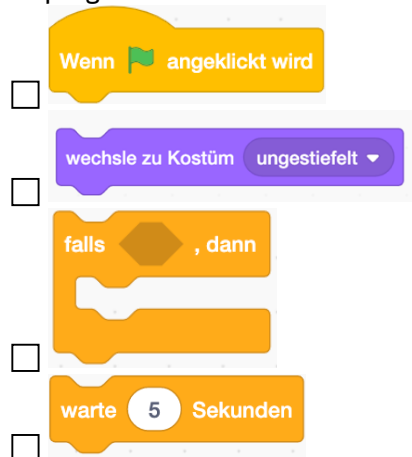 Wenn angeklickt wird
wechsle zu Kostüm ungestiefelt
falls , dann
warte 5 Sekunden